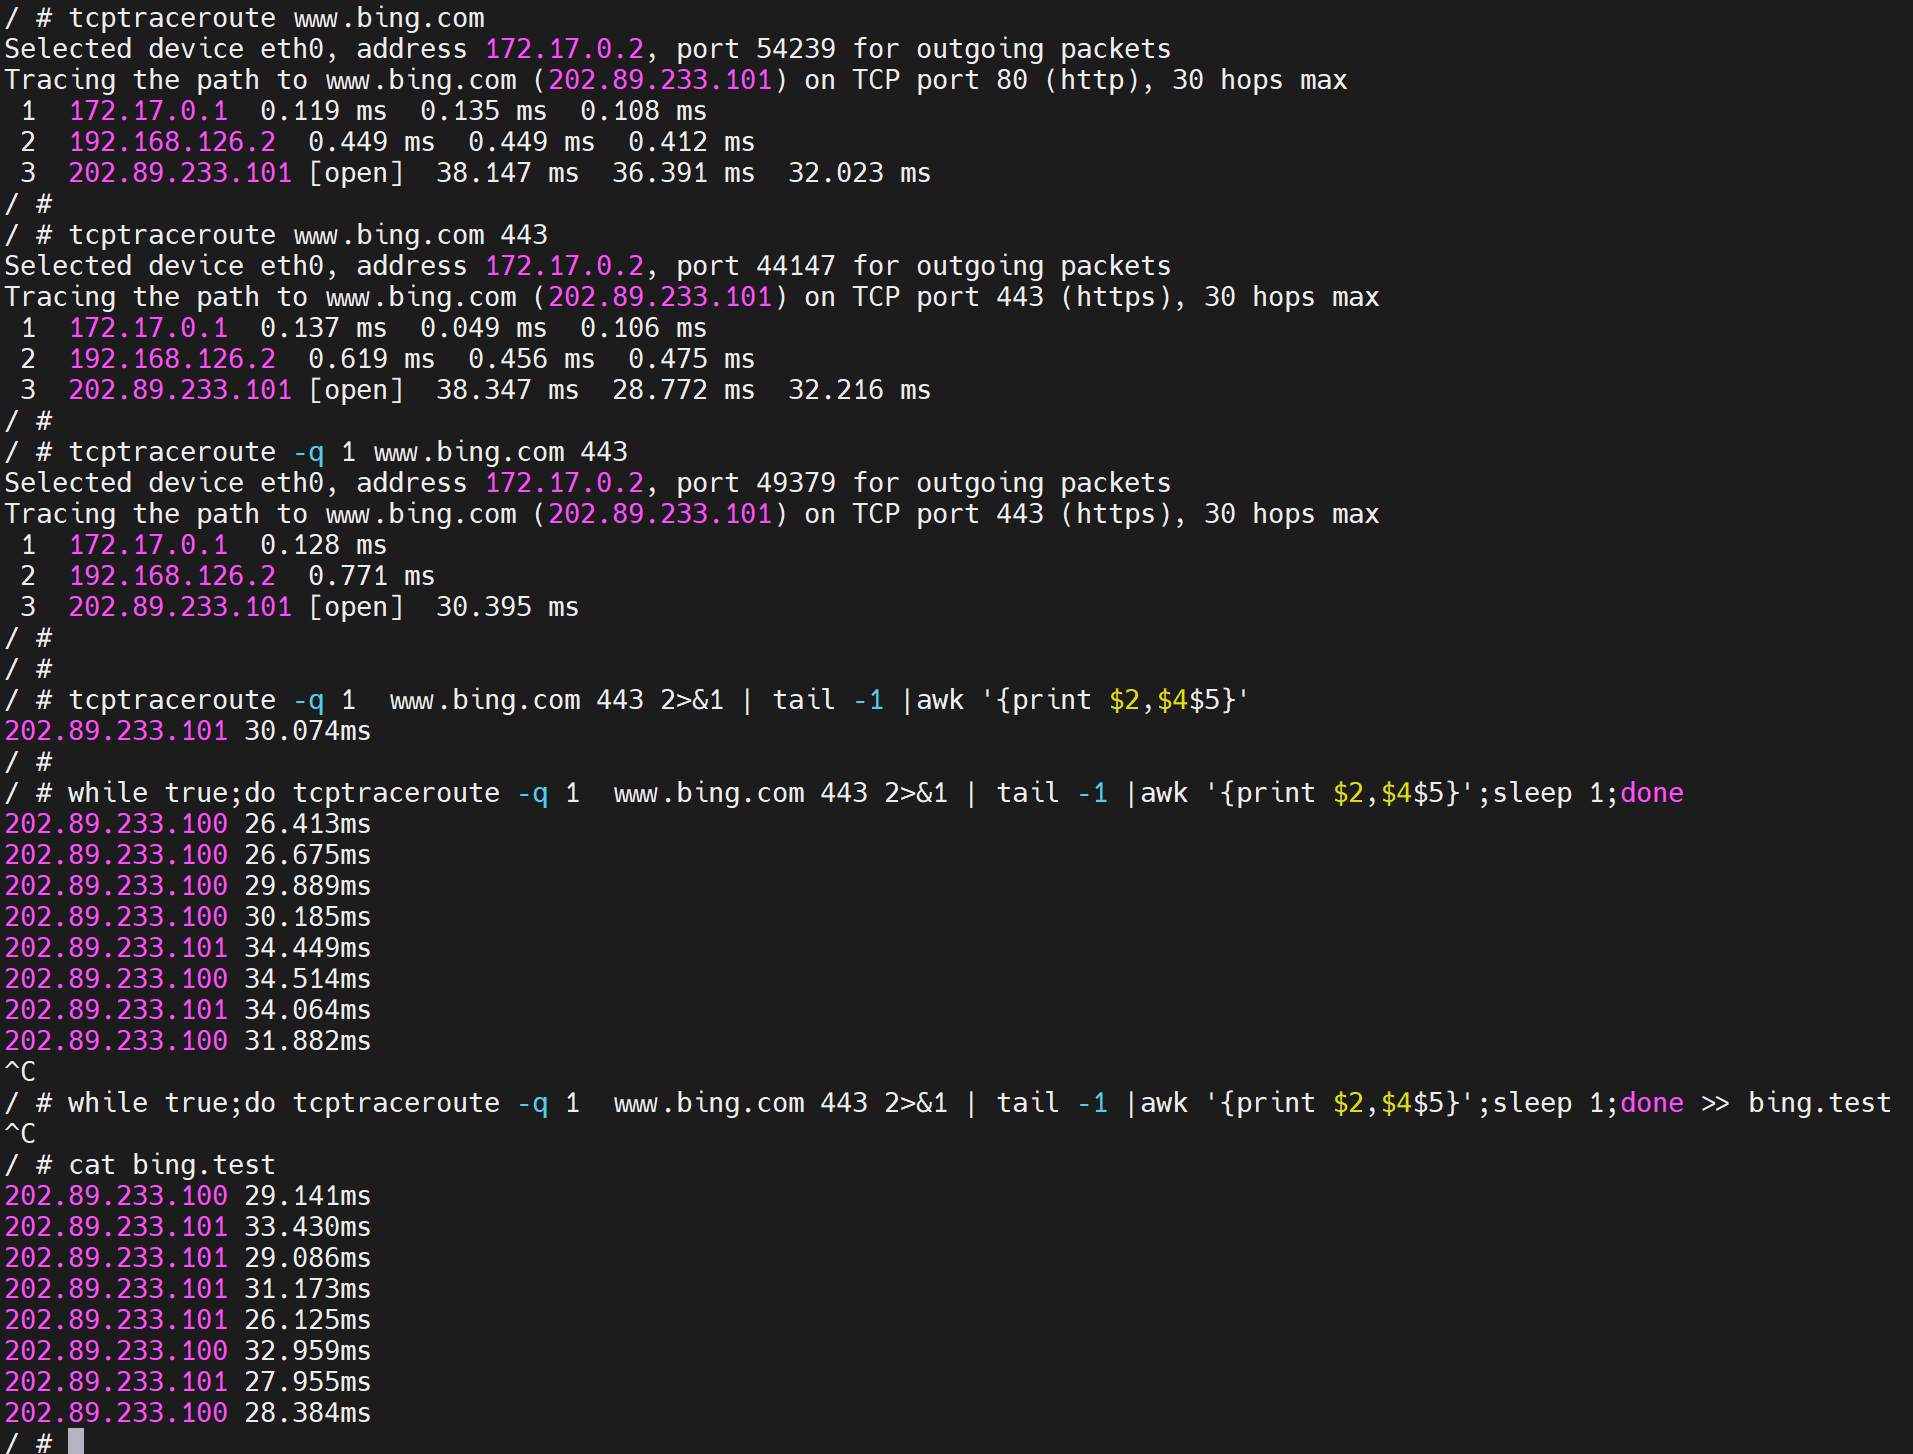 / # tcptraceroute www.bing.com
Selected device eth0, address 172.17.0.2, port 54239 for outgoing packets
Tracing the path to www.bing.com (202.89.233.101) on TCP port 80 (http), 30 hops max
 1  172.17.0.1  0.119 ms  0.135 ms  0.108 ms
 2  192.168.126.2  0.449 ms  0.449 ms  0.412 ms
 3  202.89.233.101 [open]  38.147 ms  36.391 ms  32.023 ms
/ #
/ # tcptraceroute www.bing.com 443
Selected device eth0, address 172.17.0.2, port 44147 for outgoing packets
Tracing the path to www.bing.com (202.89.233.101) on TCP port 443 (https), 30 hops max
 1  172.17.0.1  0.137 ms  0.049 ms  0.106 ms
 2  192.168.126.2  0.619 ms  0.456 ms  0.475 ms
 3  202.89.233.101 [open]  38.347 ms  28.772 ms  32.216 ms
/ #
/ # tcptraceroute -q 1 www.bing.com 443
Selected device eth0, address 172.17.0.2, port 49379 for outgoing packets
Tracing the path to www.bing.com (202.89.233.101) on TCP port 443 (https), 30 hops max
 1  172.17.0.1  0.128 ms
 2  192.168.126.2  0.771 ms
 3  202.89.233.101 [open]  30.395 ms
/ #
/ #
/ # tcptraceroute -q 1  www.bing.com 443 2>&1 | tail -1 |awk '{print $2,$4$5}'
202.89.233.101 30.074ms
/ #
/ # while true;do tcptraceroute -q 1  www.bing.com 443 2>&1 | tail -1 |awk '{print $2,$4$5}';sleep 1;done
202.89.233.100 26.413ms
202.89.233.100 26.675ms
202.89.233.100 29.889ms
202.89.233.100 30.185ms
202.89.233.101 34.449ms
202.89.233.100 34.514ms
202.89.233.101 34.064ms
202.89.233.100 31.882ms
^C
/ # while true;do tcptraceroute -q 1  www.bing.com 443 2>&1 | tail -1 |awk '{print $2,$4$5}';sleep 1;done >> bing.test
^C
/ # cat bing.test
202.89.233.100 29.141ms
202.89.233.101 33.430ms
202.89.233.101 29.086ms
202.89.233.101 31.173ms
202.89.233.101 26.125ms
202.89.233.100 32.959ms
202.89.233.101 27.955ms
202.89.233.100 28.384ms
/ #